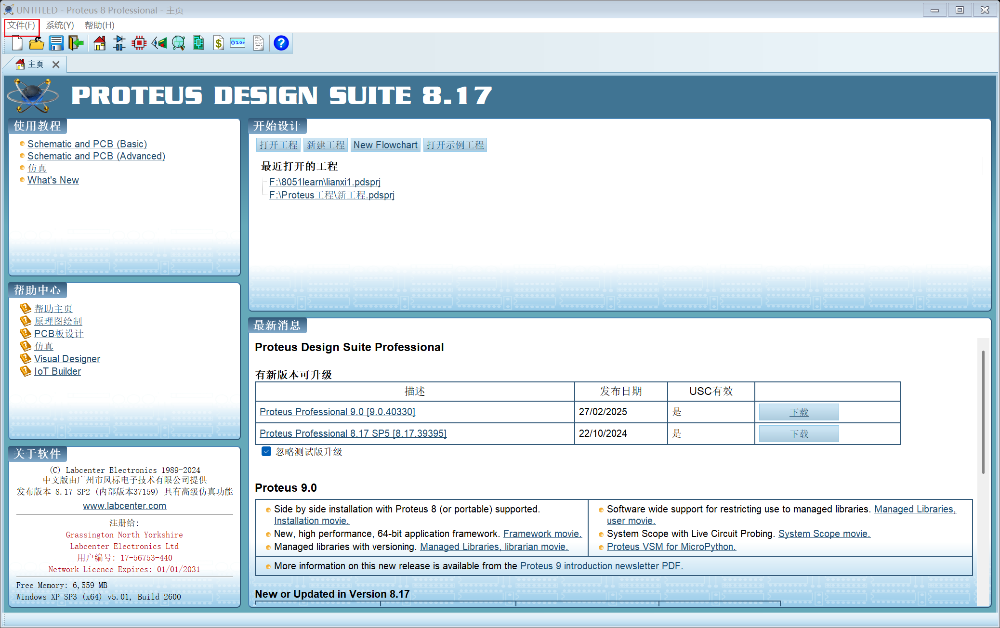 UNTITLED - Proteus 8 Professional - 主页
文件(F) 系统(Y) 帮助(H)
$ 0101 ?
主页
PROTEUS DESIGN SUITE 8.17
使用教程
Schematic and PCB (Basic)
Schematic and PCB (Advanced)
仿真
What's New
帮助中心
帮助主页
原理图绘制
PCB板设计
仿真
Visual Designer
IoT Builder
关于软件
(C) Labcenter Electronics 1989-2024
中文版由广州市风标电子技术有限公司提供
发布版本 8.17 SP2 (内部版本37159) 具有高级仿真功能
www.labcenter.com
注册给:
Grassington North Yorkshire
Labcenter Electronics Ltd
用户编号: 17-56753-440
Network Licence Expires: 01/01/2031
Free Memory: 6,559 MB
Windows XP SP3 (x64) v5.01, Build 2600
开始设计
打开工程 新建工程 New Flowchart 打开示例工程
最近打开的工程
F:\8051learn\lianxi1.pdsprj
F:\Proteus工程\新工程.pdsprj
最新消息
Proteus Design Suite Professional
有新版本可升级
描述 发布日期 USC有效
Proteus Professional 9.0 [9.0.40330] 27/02/2025 是 下载
Proteus Professional 8.17 SP5 [8.17.39395] 22/10/2024 是 下载
忽略测试版升级
Proteus 9.0
Side by side installation with Proteus 8 (or portable) supported.
Installation movie.
New, high performance, 64-bit application framework. Framework movie.
Managed libraries with versioning. Managed Libraries, librarian movie.
Software wide support for restricting use to managed libraries. Managed Libraries,
user movie.
System Scope with Live Circuit Probing. System Scope movie.
Proteus VSM for MicroPython.
More information on this new release is available from the Proteus 9 introduction newsletter PDF.
New or Updated in Version 8.17